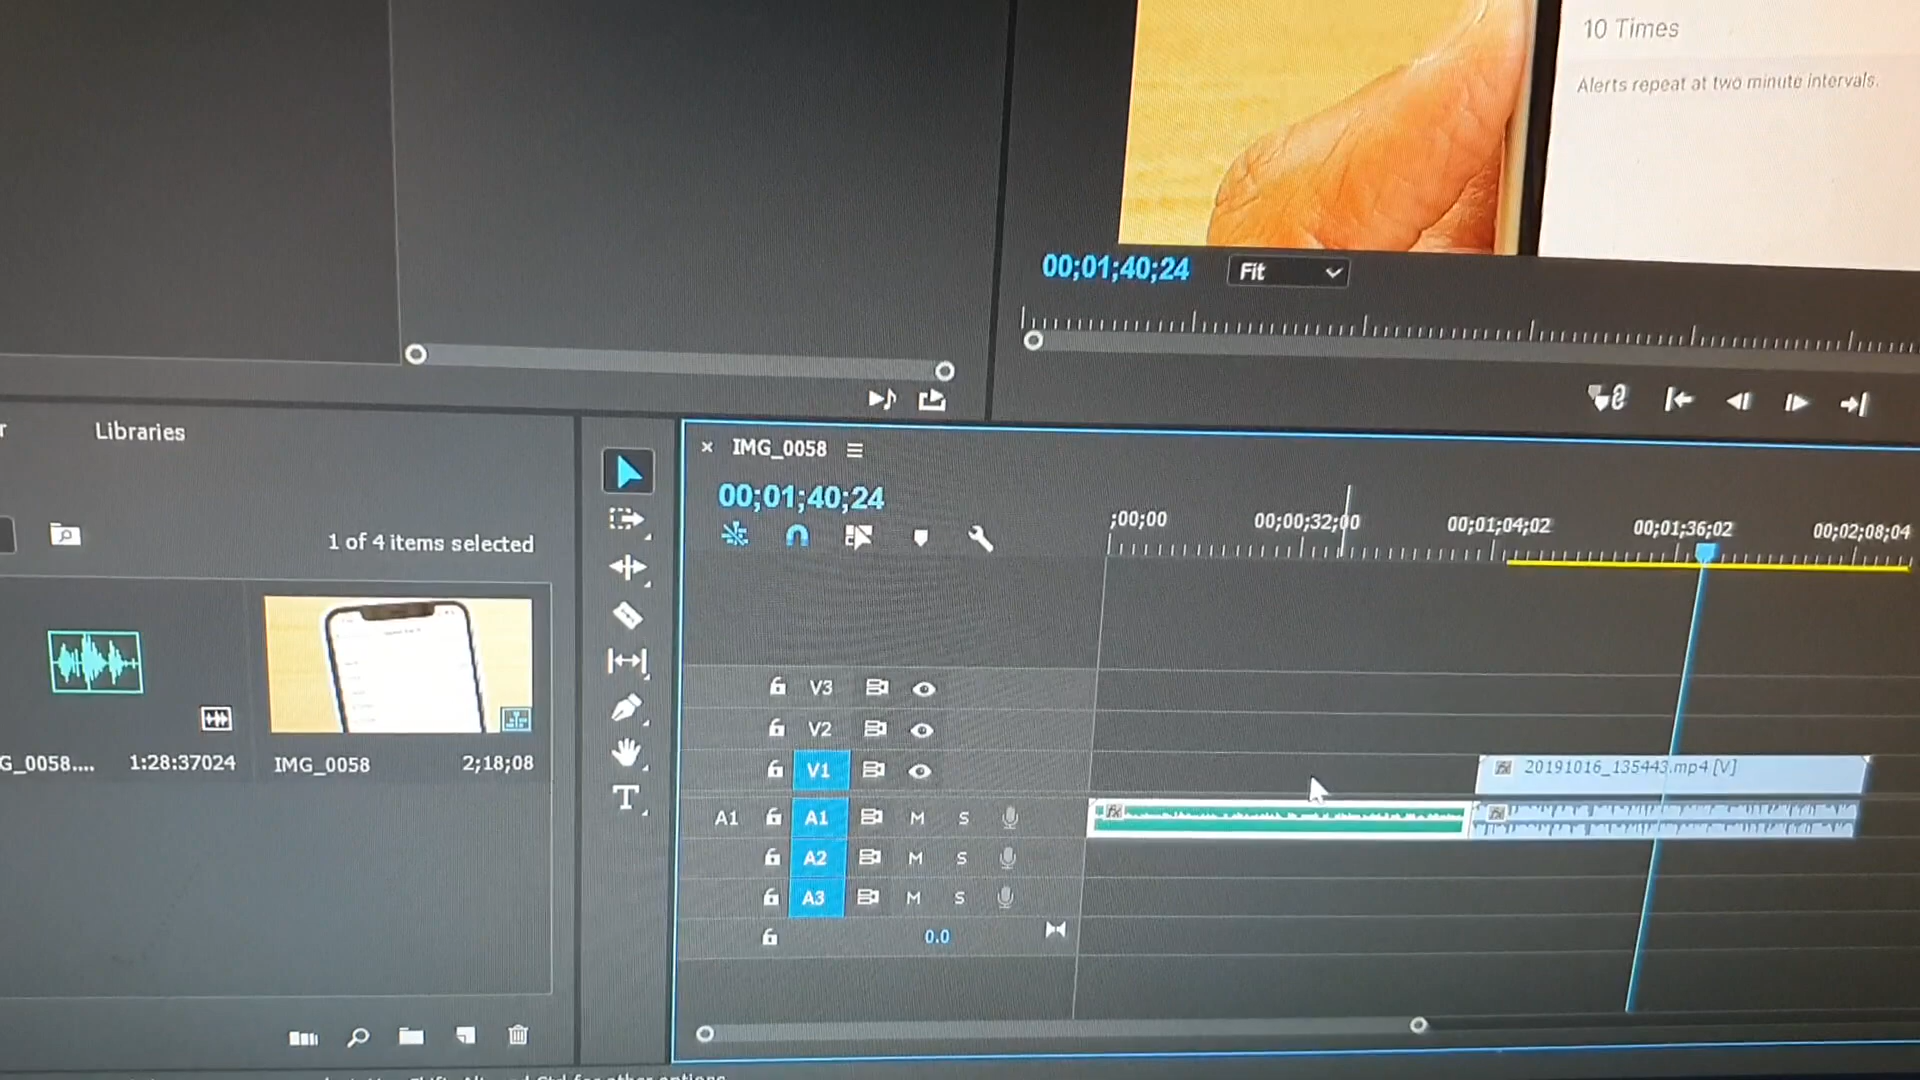 10 Times
Alerts repeat at two minute intervals.
00;01;40;24
Fit
Libraries
1 of 4 items selected
G_0058....
1:28:37024
IMG_0058
2;18;08
× IMG_0058
00;01;40;24
;00;00
00;00;32;00
00;01;04;02
00;01;36;02
00;02;08;04
V3
V2
V1
20191016_135443.mp4 [V]
fx
A1 A1 M S
fx
fx
A2 M S
A3 M S
0.0
T